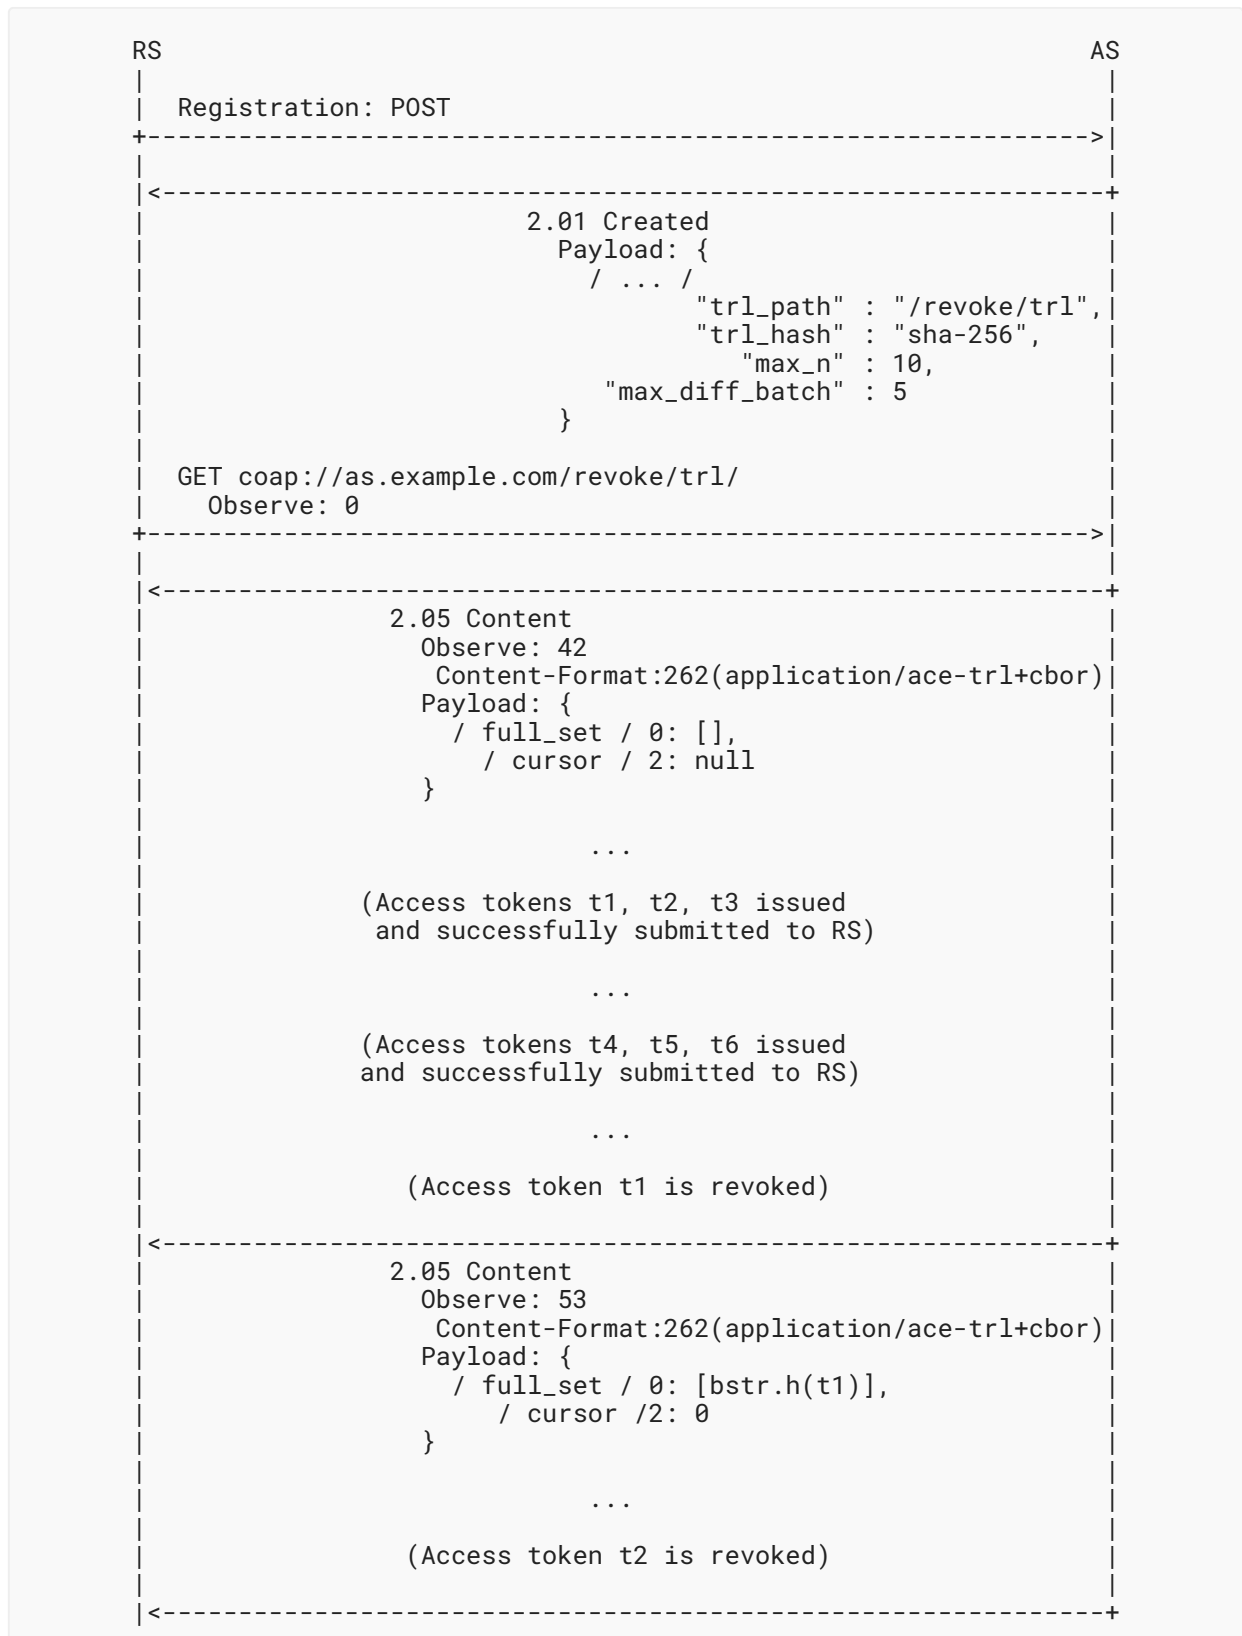 RS                                                             AS
|                                                               |
|  Registration: POST                                           |
+-------------------------------------------------------------->|
|                                                               |
|<--------------------------------------------------------------+
|                         2.01 Created                          |
|                           Payload: {                          |
|                             / ... /                           |
|                                    "trl_path" : "/revoke/trl",|
|                                    "trl_hash" : "sha-256",    |
|                                       "max_n" : 10,           |
|                              "max_diff_batch" : 5             |
|                           }                                   |
|                                                               |
|  GET coap://as.example.com/revoke/trl/                        |
|    Observe: 0                                                 |
+-------------------------------------------------------------->|
|                                                               |
|<--------------------------------------------------------------+
|                2.05 Content                                   |
|                  Observe: 42                                  |
|                   Content-Format:262(application/ace-trl+cbor)|
|                  Payload: {                                   |
|                    / full_set / 0: [],                        |
|                      / cursor / 2: null                       |
|                  }                                            |
|                                                               |
|                             ...                               |
|                                                               |
|              (Access tokens t1, t2, t3 issued                 |
|               and successfully submitted to RS)               |
|                                                               |
|                             ...                               |
|                                                               |
|              (Access tokens t4, t5, t6 issued                 |
|              and successfully submitted to RS)                |
|                                                               |
|                             ...                               |
|                                                               |
|                 (Access token t1 is revoked)                  |
|                                                               |
|<--------------------------------------------------------------+
|                2.05 Content                                   |
|                  Observe: 53                                  |
|                   Content-Format:262(application/ace-trl+cbor)|
|                  Payload: {                                   |
|                    / full_set / 0: [bstr.h(t1)],              |
|                       / cursor /2: 0                          |
|                  }                                            |
|                                                               |
|                             ...                               |
|                                                               |
|                 (Access token t2 is revoked)                  |
|                                                               |
|<--------------------------------------------------------------+